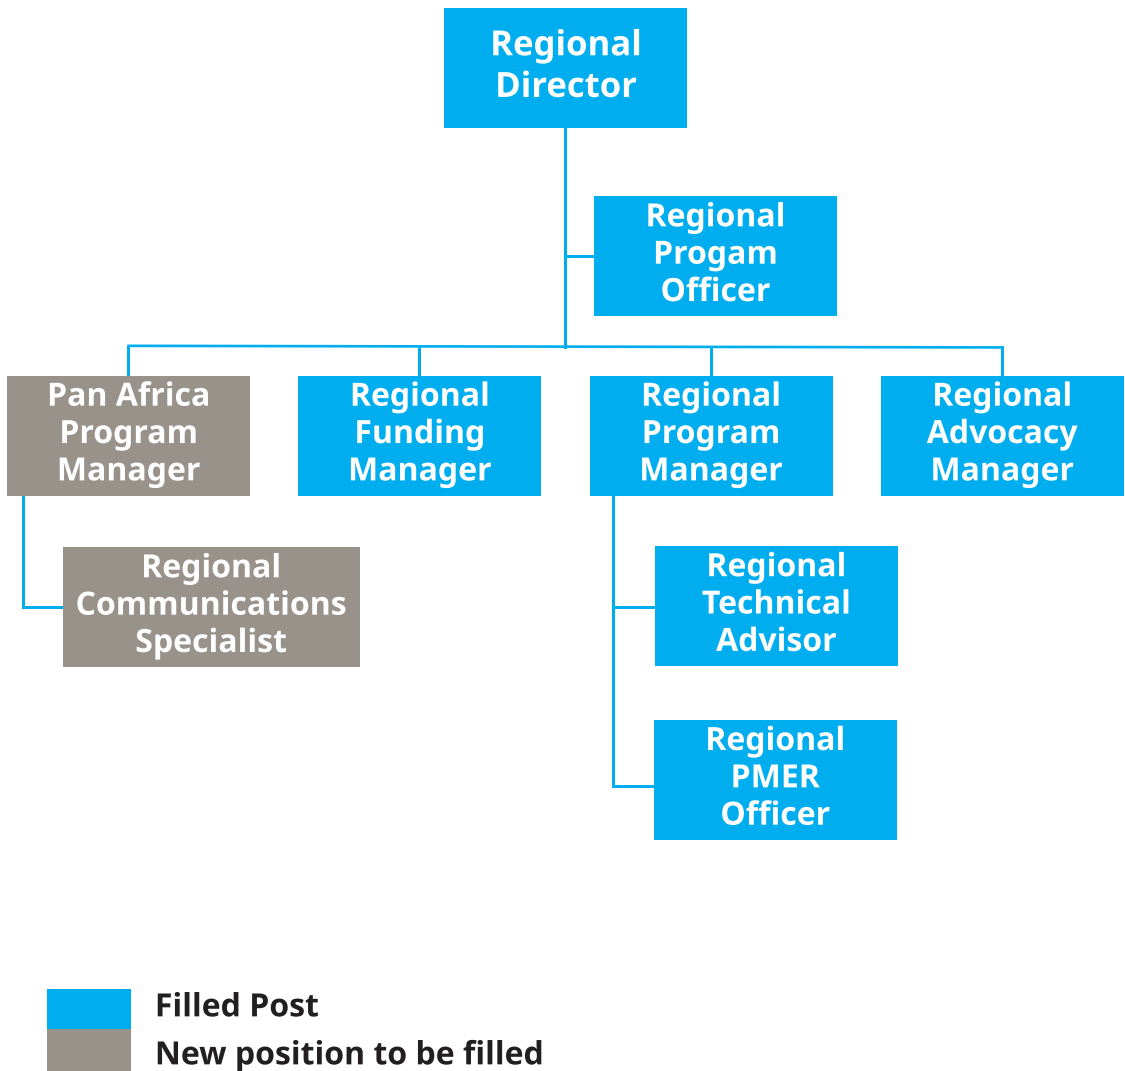 Regional
Director
Regional
Progam
Officer
Pan Africa
Program
Manager
Regional
Funding
Manager
Regional
Program
Manager
Regional
Advocacy
Manager
Regional
Communications
Specialist
Regional
Technical
Advisor
Regional
PMER
Officer
Filled Post
New position to be filled